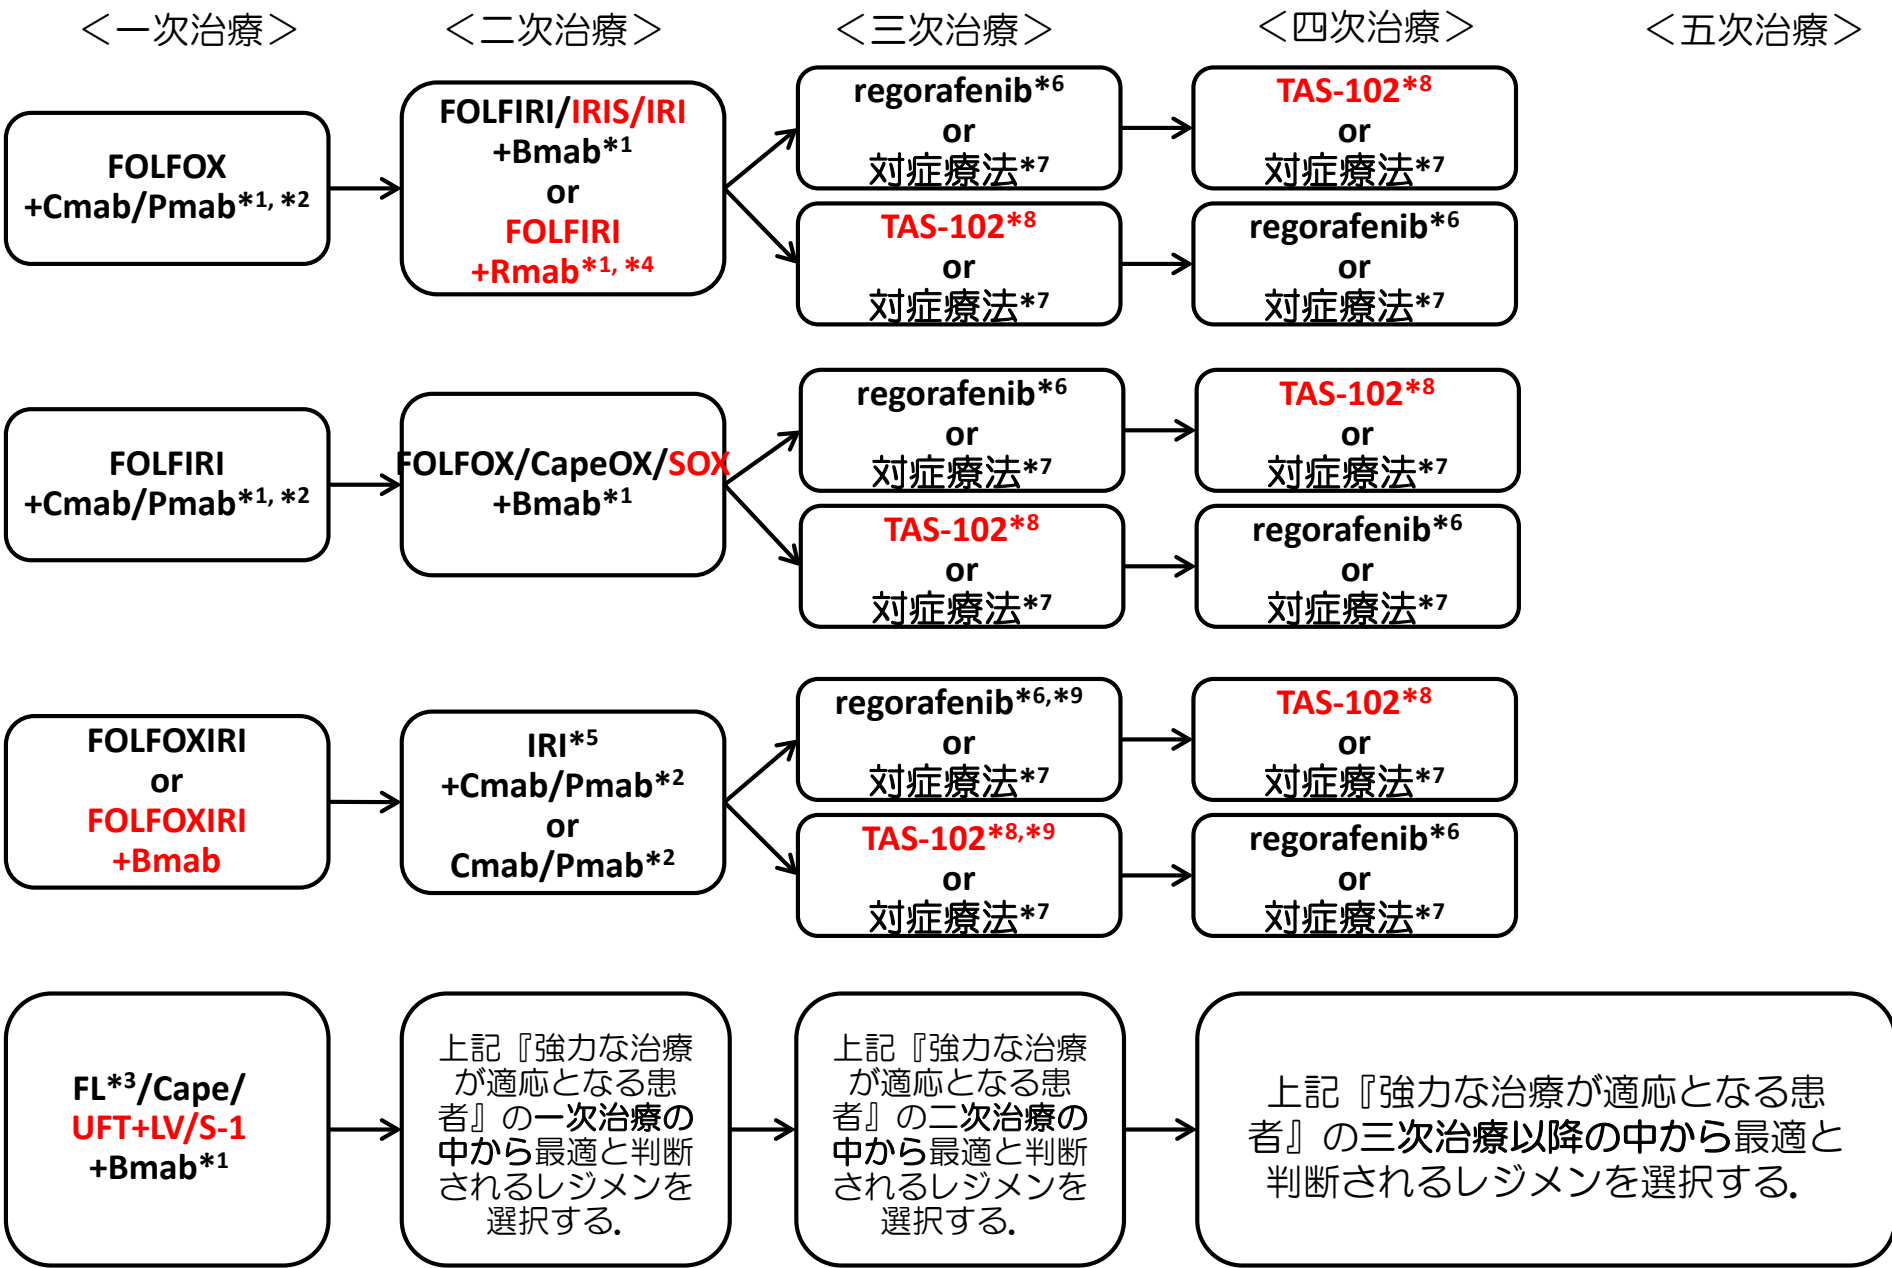 ＜一次治療＞
＜二次治療＞
＜三次治療＞
＜四次治療＞
＜五次治療＞
FOLFOX
+Cmab/Pmab*1, *2
FOLFIRI/IRIS/IRI
+Bmab*1
or
FOLFIRI
+Rmab*1, *4
regorafenib*6
or
対症療法*7
TAS-102*8
or
対症療法*7
TAS-102*8
or
対症療法*7
regorafenib*6
or
対症療法*7
FOLFIRI
+Cmab/Pmab*1, *2
FOLFOX/CapeOX/SOX
+Bmab*1
regorafenib*6
or
対症療法*7
TAS-102*8
or
対症療法*7
TAS-102*8
or
対症療法*7
regorafenib*6
or
対症療法*7
FOLFOXIRI
or
FOLFOXIRI
+Bmab
IRI*5
+Cmab/Pmab*2
or
Cmab/Pmab*2
regorafenib*6,*9
or
対症療法*7
TAS-102*8
or
対症療法*7
TAS-102*8,*9
or
対症療法*7
regorafenib*6
or
対症療法*7
FL*3/Cape/
UFT+LV/S-1
+Bmab*1
上記『強力な治療
が適応となる患
者』の一次治療の
中から最適と判断
されるレジメンを
選択する.
上記『強力な治療
が適応となる患
者』の二次治療の
中から最適と判断
されるレジメンを
選択する.
上記『強力な治療が適応となる患
者』の三次治療以降の中から最適と
判断されるレジメンを選択する.